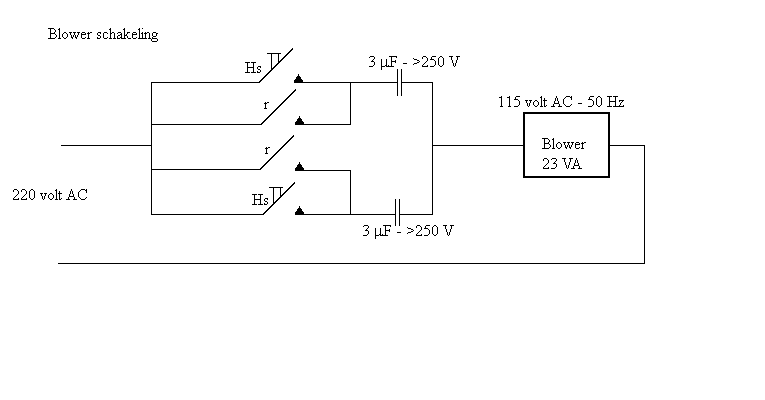 Blower schakeling
Hs
3 µF - >250 V
r
115 volt AC - 50 Hz
r
Blower
23 VA
220 volt AC
Hs
3 µF - >250 V